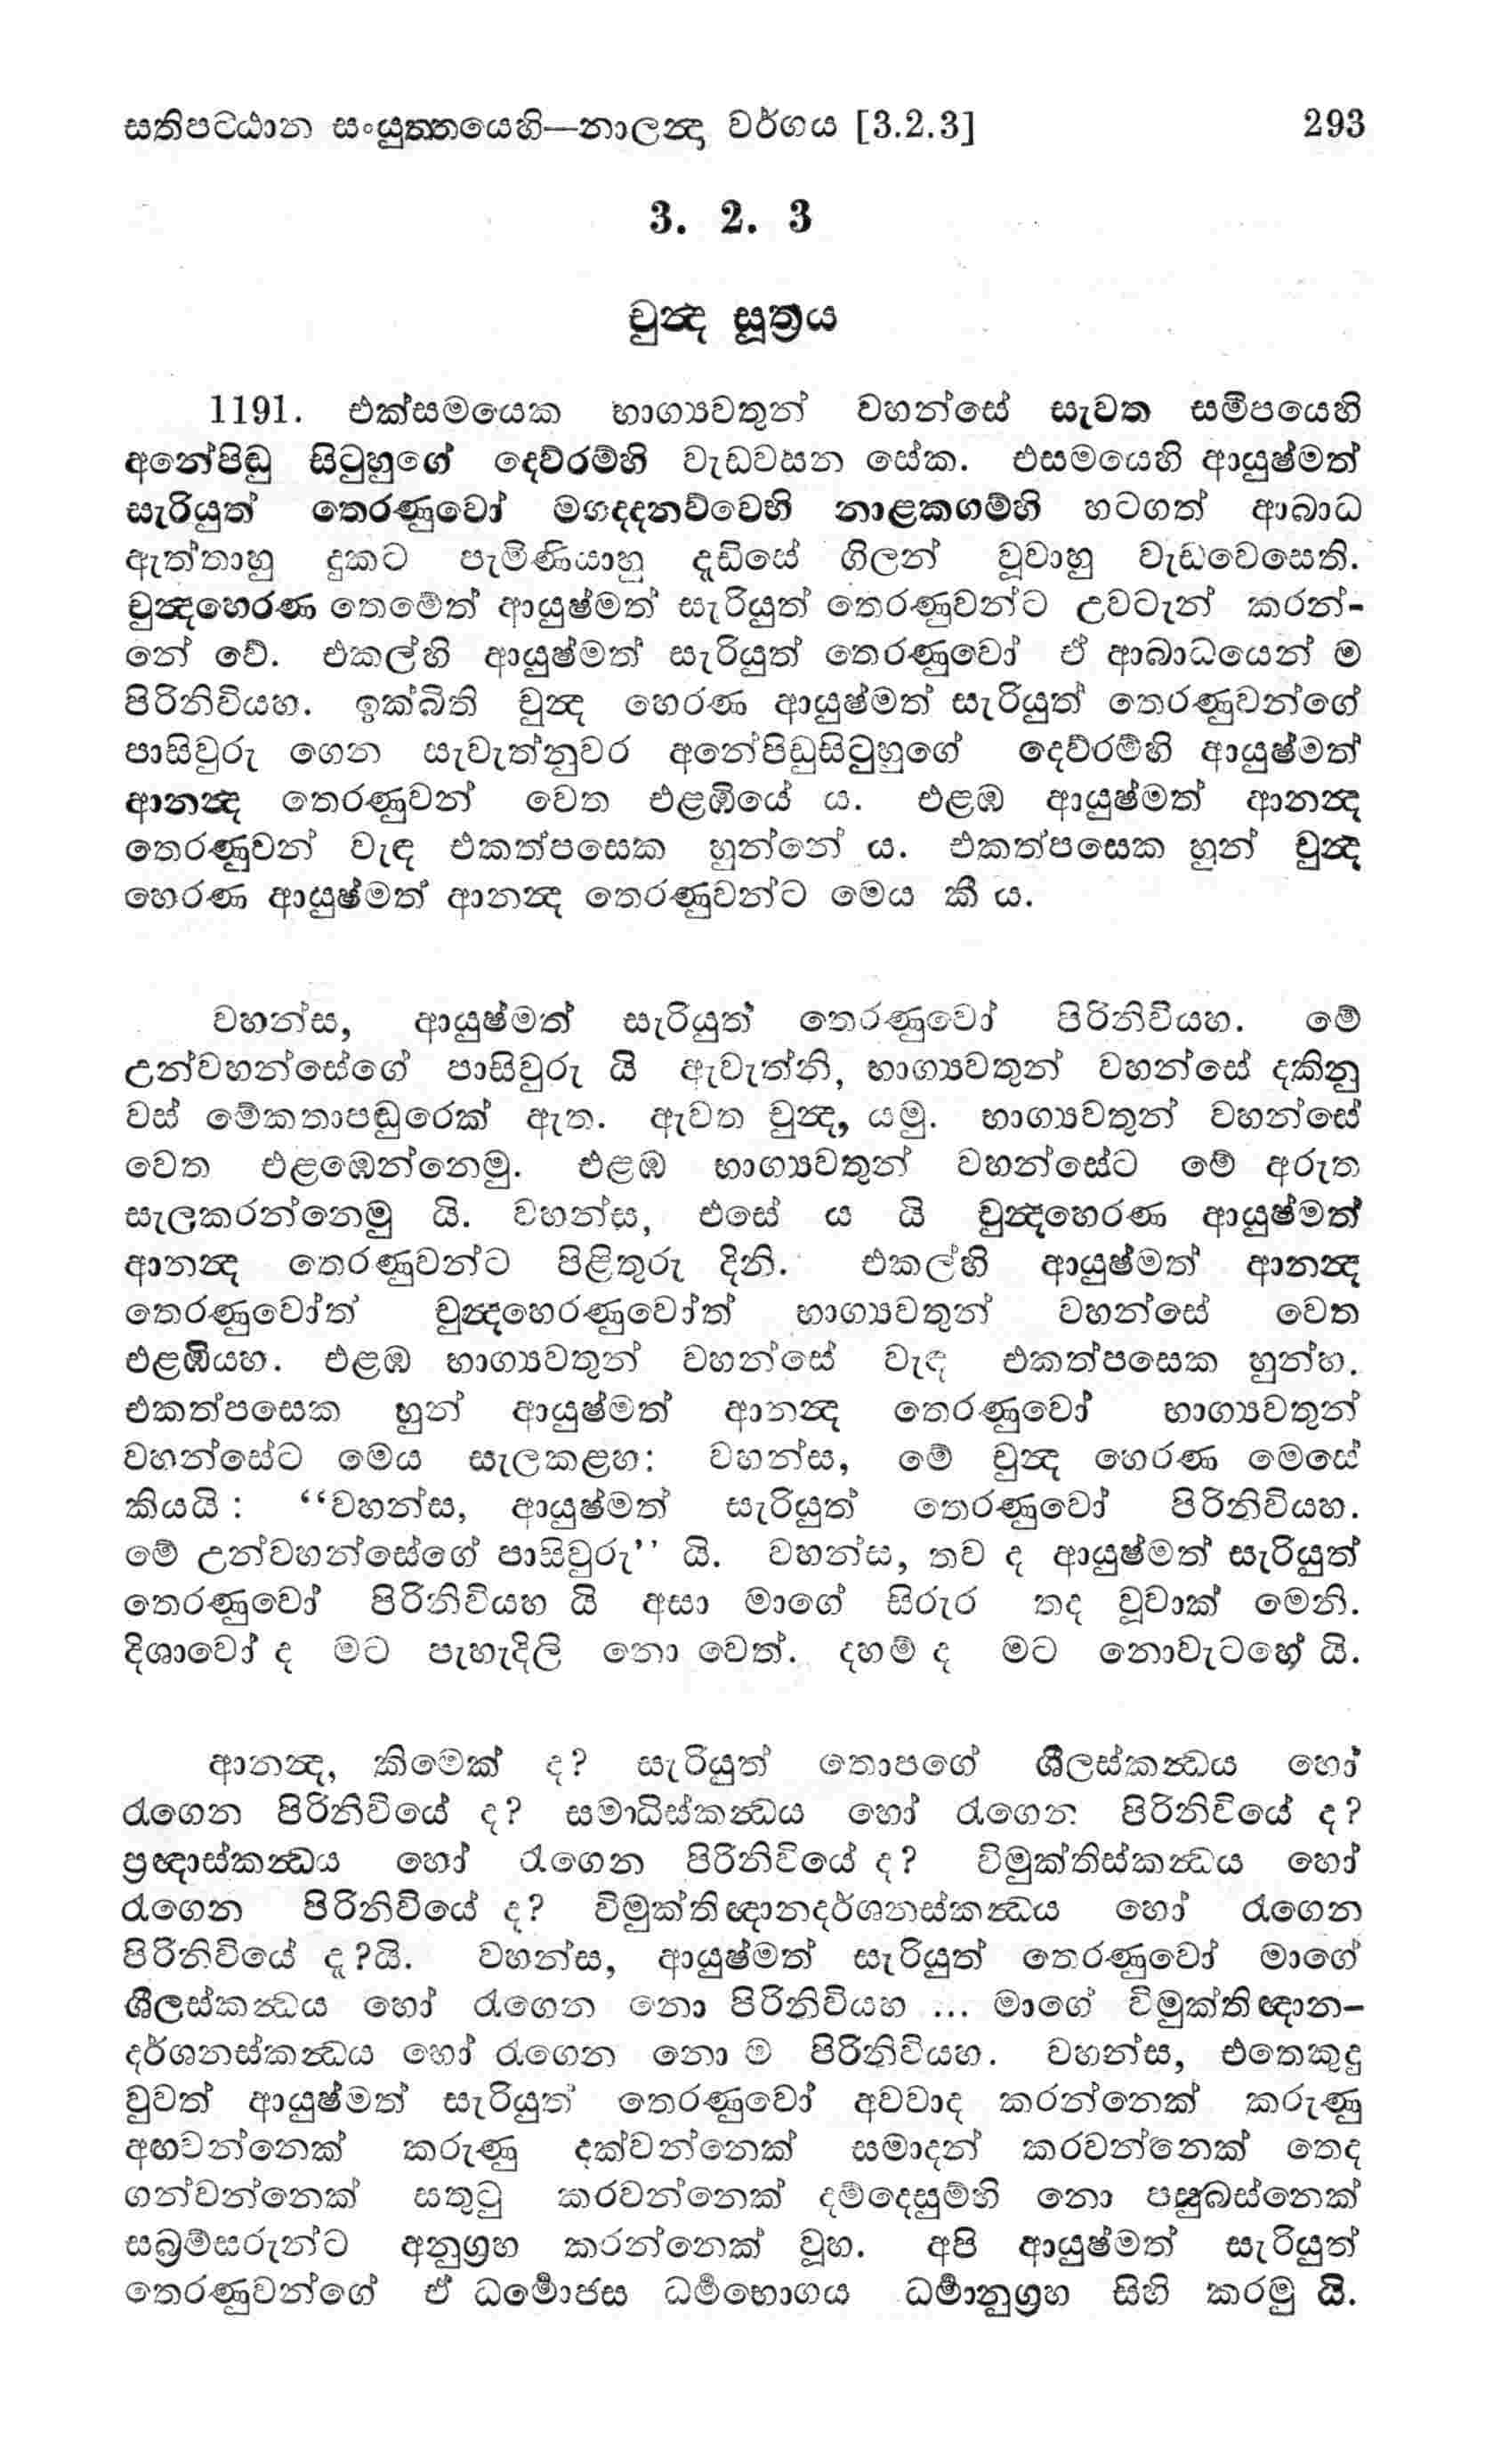 සතිපට්ඨාන සංයුත්තයෙහි—නාලන්‍දා වර්ගය [3.2.3] 293
3. 2. 3
චුන්‍ද සූත්‍රය
1191. එක්සමයෙක භාග්‍යවතුන් වහන්සේ සැවත සමීපයෙහි
අනේපිඬු සිටුහුගේ දෙව්රම්හි වැඩවසන සේක. එසමයෙහි ආයුෂ්මත්
සැරියුත් තෙරණුවෝ මගදදනව්වෙහි නාළකගම්හි හටගත් ආබාධ
ඇත්තාහු දුකට පැමිණියාහු දැඩිසේ ගිලන් වූවාහු වැඩවෙසෙති.
චුන්‍දහෙරණ තෙමේත් ආයුෂ්මත් සැරියුත් තෙරණුවන්ට උවටැන් කරන්-
නේ වේ. එකල්හි ආයුෂ්මත් සැරියුත් තෙරණුවෝ ඒ ආබාධයෙන් ම
පිරිනිවියහ. ඉක්බිති චුන්‍ද හෙරණ ආයුෂ්මත් සැරියුත් තෙරණුවන්ගේ
පාසිවුරු ගෙන සැවැත්නුවර අනේපිඬුසිටුහුගේ දෙව්රම්හි ආයුෂ්මත්
ආනන්‍ද තෙරණුවන් වෙත එළඹියේ ය. එළඹ ආයුෂ්මත් ආනන්‍ද
තෙරණුවන් වැඳ එකත්පසෙක හුන්නේ ය. එකත්පසෙක හුන් චුන්‍ද
හෙරණ ආයුෂ්මත් ආනන්‍ද තෙරණුවන්ට මෙය කී ය.
වහන්ස, ආයුෂ්මත් සැරියුත් තෙරණුවෝ පිරිනිවියහ. මේ
උන්වහන්සේගේ පාසිවුරු යි ඇවැත්නි, භාග්‍යවතුන් වහන්සේ දකිනු
වස් මේකතාපඬුරෙක් ඇත. ඇවත චුන්‍ද, යමු. භාග්‍යවතුන් වහන්සේ
වෙත එළඹෙන්නෙමු. එළඹ භාග්‍යවතුන් වහන්සේට මේ අරුත
සැලකරන්නෙමු යි. වහන්ස, එසේ ය යි චුන්‍දහෙරණ ආයුෂ්මත්
ආනන්‍ද තෙරණුවන්ට පිළිතුරු දිනි. එකල්හි ආයුෂ්මත් ආනන්‍ද
තෙරණුවෝත් චුන්‍දහෙරණුවෝත් භාග්‍යවතුන් වහන්සේ වෙත
එළඹියහ. එළඹ භාග්‍යවතුන් වහන්සේ වැඳ එකත්පසෙක හුන්හ.
එකත්පසෙක හුන් ආයුෂ්මත් ආනන්‍ද තෙරණුවෝ භාග්‍යවතුන්
වහන්සේට මෙය සැලකළහ: වහන්ස, මේ චුන්‍ද හෙරණ මෙසේ
කියයි : “වහන්ස, ආයුෂ්මත් සැරියුත් තෙරණුවෝ පිරිනිවියහ.
මේ උන්වහන්සේගේ පාසිවුරු” යි. වහන්ස, තව ද ආයුෂ්මත් සැරියුත්
තෙරණුවෝ පිරිනිවියහ යි අසා මාගේ සිරුර තද වූවාක් මෙනි.
දිශාවෝ ද මට පැහැදිලි නො වෙත්. දහම් ද මට නොවැටහේ යි.
ආනන්‍ද, කිමෙක් ද? සැරියුත් තොපගේ ශීලස්කන්‍ධය හෝ
රැගෙන පිරිනිවියේ ද? සමාධිස්කන්‍ධය හෝ රැගෙන පිරිනිවියේ ද?
ප්‍රඥාස්කන්‍ධය හෝ රැගෙන පිරිනිවියේ ද? විමුක්තිස්කන්‍ධය හෝ
රැගෙන පිරිනිවියේ ද? විමුක්තිඥානදර්ශනස්කන්‍ධය හෝ රැගෙන
පිරිනිවියේ දැ?යි. වහන්ස, ආයුෂ්මත් සැරියුත් තෙරණුවෝ මාගේ
ශීලස්කන්‍ධය හෝ රැගෙන නො පිරිනිවියහ ... මාගේ විමුක්තිඥාන-
දර්ශනස්කන්‍ධය හෝ රැගෙන නො ම පිරිනිවියහ. වහන්ස, එතෙකුදු
වුවත් ආයුෂ්මත් සැරියුත් තෙරණුවෝ අවවාද කරන්නෙක් කරුණු
අඟවන්නෙක් කරුණු දක්වන්නෙක් සමාදන් කරවන්නෙක් තෙද
ගන්වන්නෙක් සතුටු කරවන්නෙක් දම්දෙසුම්හි නො පසුබස්නෙක්
සබ්‍රම්සරුන්ට අනුග්‍රහ කරන්නෙක් වූහ. අපි ආයුෂ්මත් සැරියුත්
තෙරණුවන්ගේ ඒ ධර්‍මොජස ධර්‍මභොගය ධර්‍මානුග්‍රහ සිහි කරමු යි.